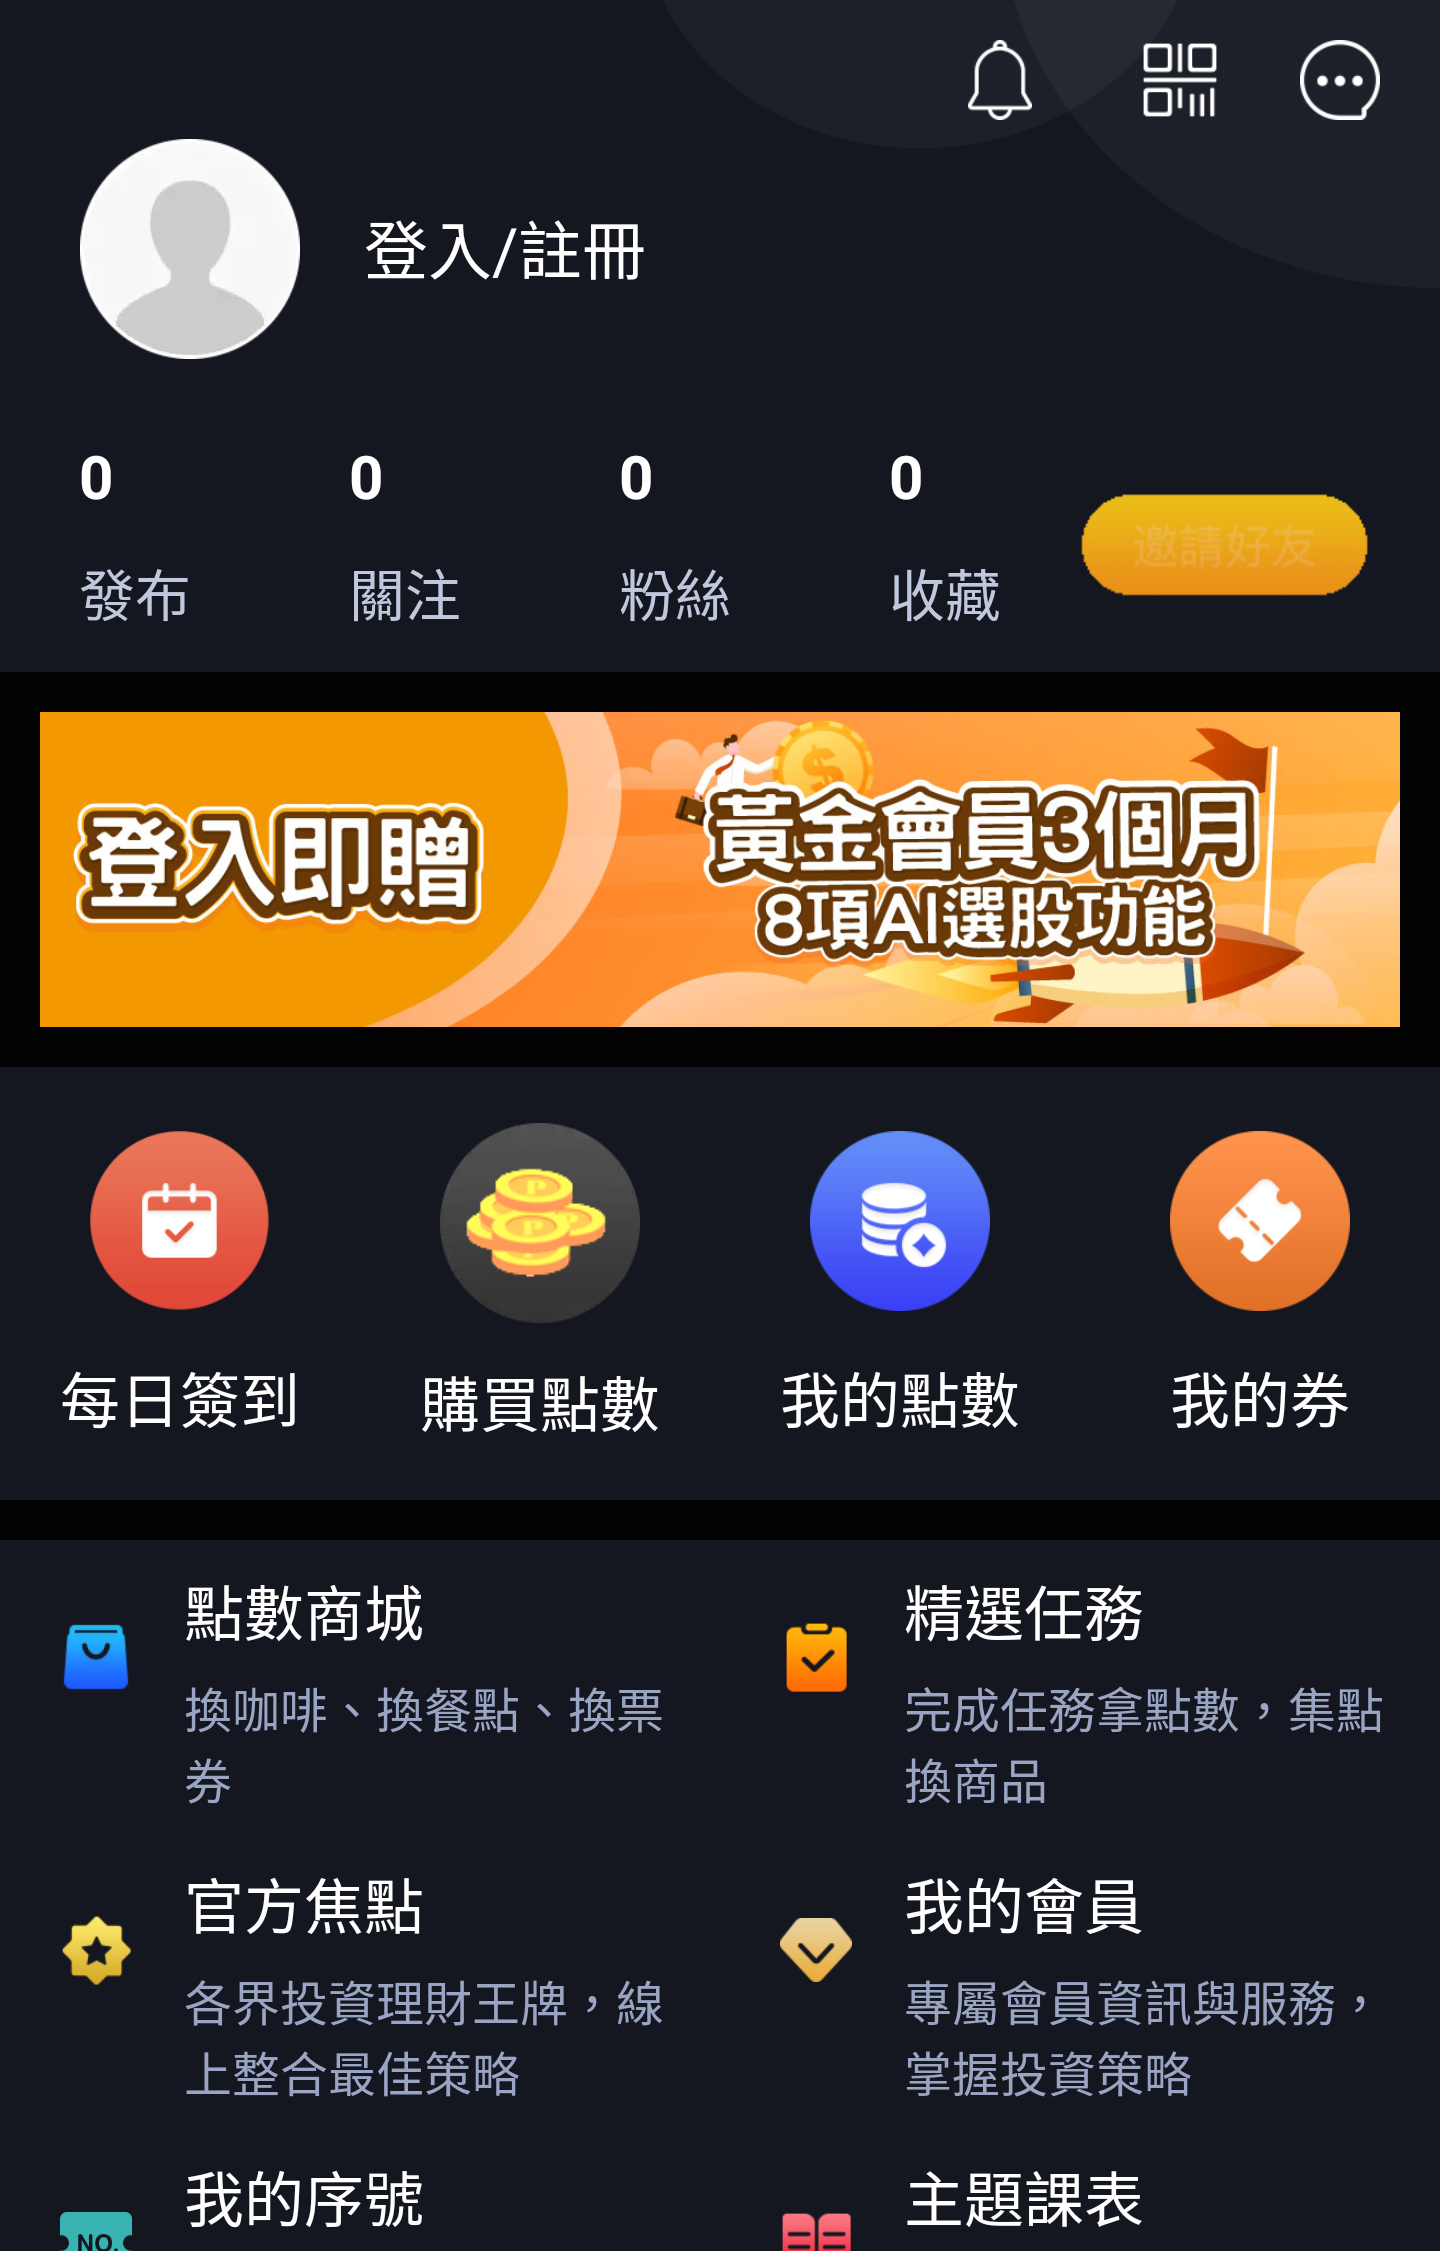 登入/註冊
0
0
0
0
發布
關注
粉絲
收藏
邀請好友
登入即贈
黃金會員3個月
8項AI選股功能
每日簽到
購買點數
我的點數
我的券
點數商城
換咖啡、換餐點、換票
券
精選任務
完成任務拿點數，集點
換商品
官方焦點
各界投資理財王牌，線
上整合最佳策略
我的會員
專屬會員資訊與服務，
掌握投資策略
我的序號
NO.
主題課表